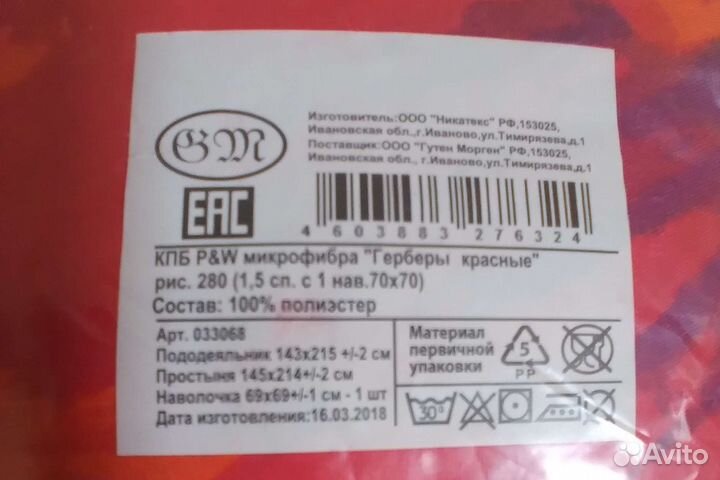 GM
Изготовитель:ООО "Никатекс" РФ,153025,
Ивановская обл.,г.Иваново,ул.Тимирязева,д.1
Поставщик:ООО "Гутен Морген" РФ,153025,
Ивановская обл., г.Иваново,ул.Тимирязева,д.1
EAC
4603883276324
КПБ P&W микрофибра "Герберы красные"
рис. 280 (1,5 сп. с 1 нав.70х70)
Состав: 100% полиэстер
Арт. 033068
Пододеяльник 143х215 +/-2 см
Простыня 145х214+/-2 см
Наволочка 69х69+/-1 см - 1 шт
Дата изготовления 16.03.2018
Материал
первичной
упаковки
5
PP
30°
Avito